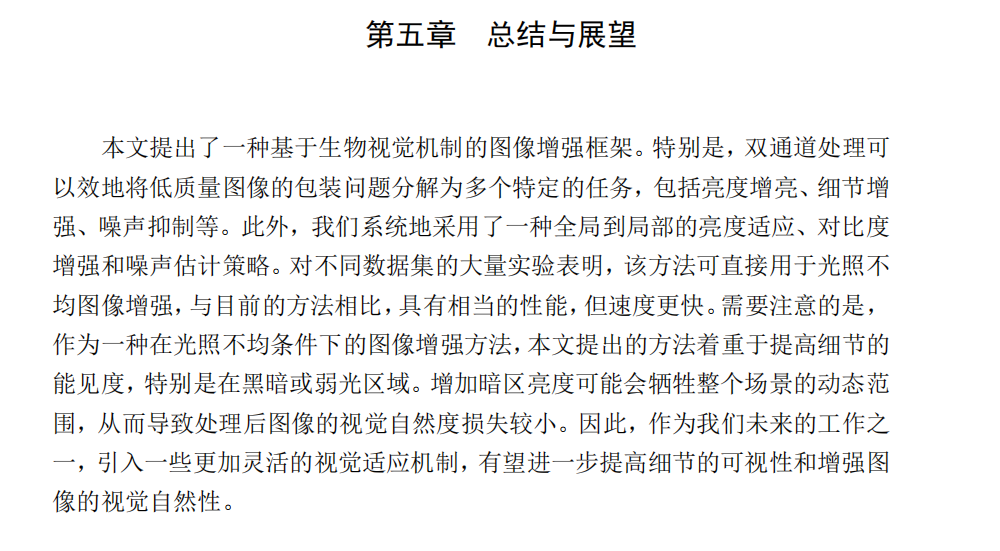 第五章　总结与展望
本文提出了一种基于生物视觉机制的图像增强框架。特别是，双通道处理可
以效地将低质量图像的包装问题分解为多个特定的任务，包括亮度增亮、细节增
强、噪声抑制等。此外，我们系统地采用了一种全局到局部的亮度适应、对比度
增强和噪声估计策略。对不同数据集的大量实验表明，该方法可直接用于光照不
均图像增强，与目前的方法相比，具有相当的性能，但速度更快。需要注意的是，
作为一种在光照不均条件下的图像增强方法，本文提出的方法着重于提高细节的
能见度，特别是在黑暗或弱光区域。增加暗区亮度可能会牺牲整个场景的动态范
围，从而导致处理后图像的视觉自然度损失较小。因此，作为我们未来的工作之
一，引入一些更加灵活的视觉适应机制，有望进一步提高细节的可视性和增强图
像的视觉自然性。